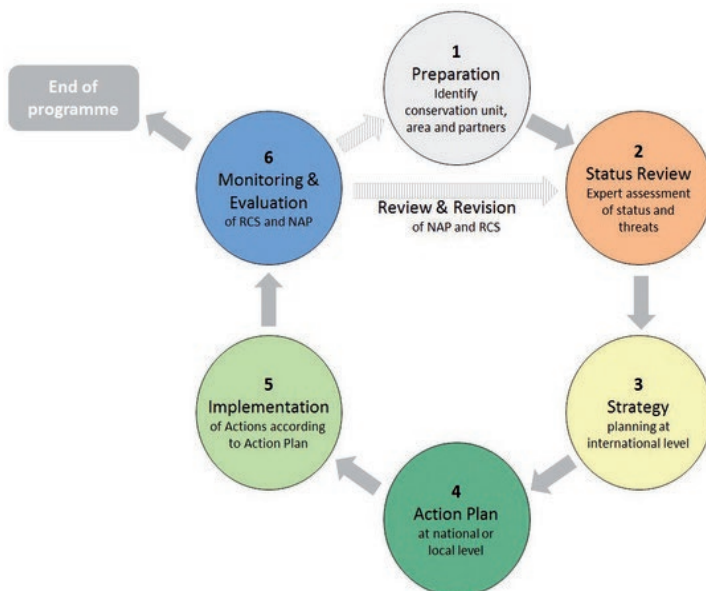 End of
programme
1
Preparation
Identify
conservation unit,
area and partners
2
Status Review
Expert assessment
of status and
threats
6
Monitoring &
Evaluation
of RCS and NAP
Review & Revision
of NAP and RCS
3
Strategy
planning at
international level
5
Implementation
of Actions according
to Action Plan
4
Action Plan
at national or
local level